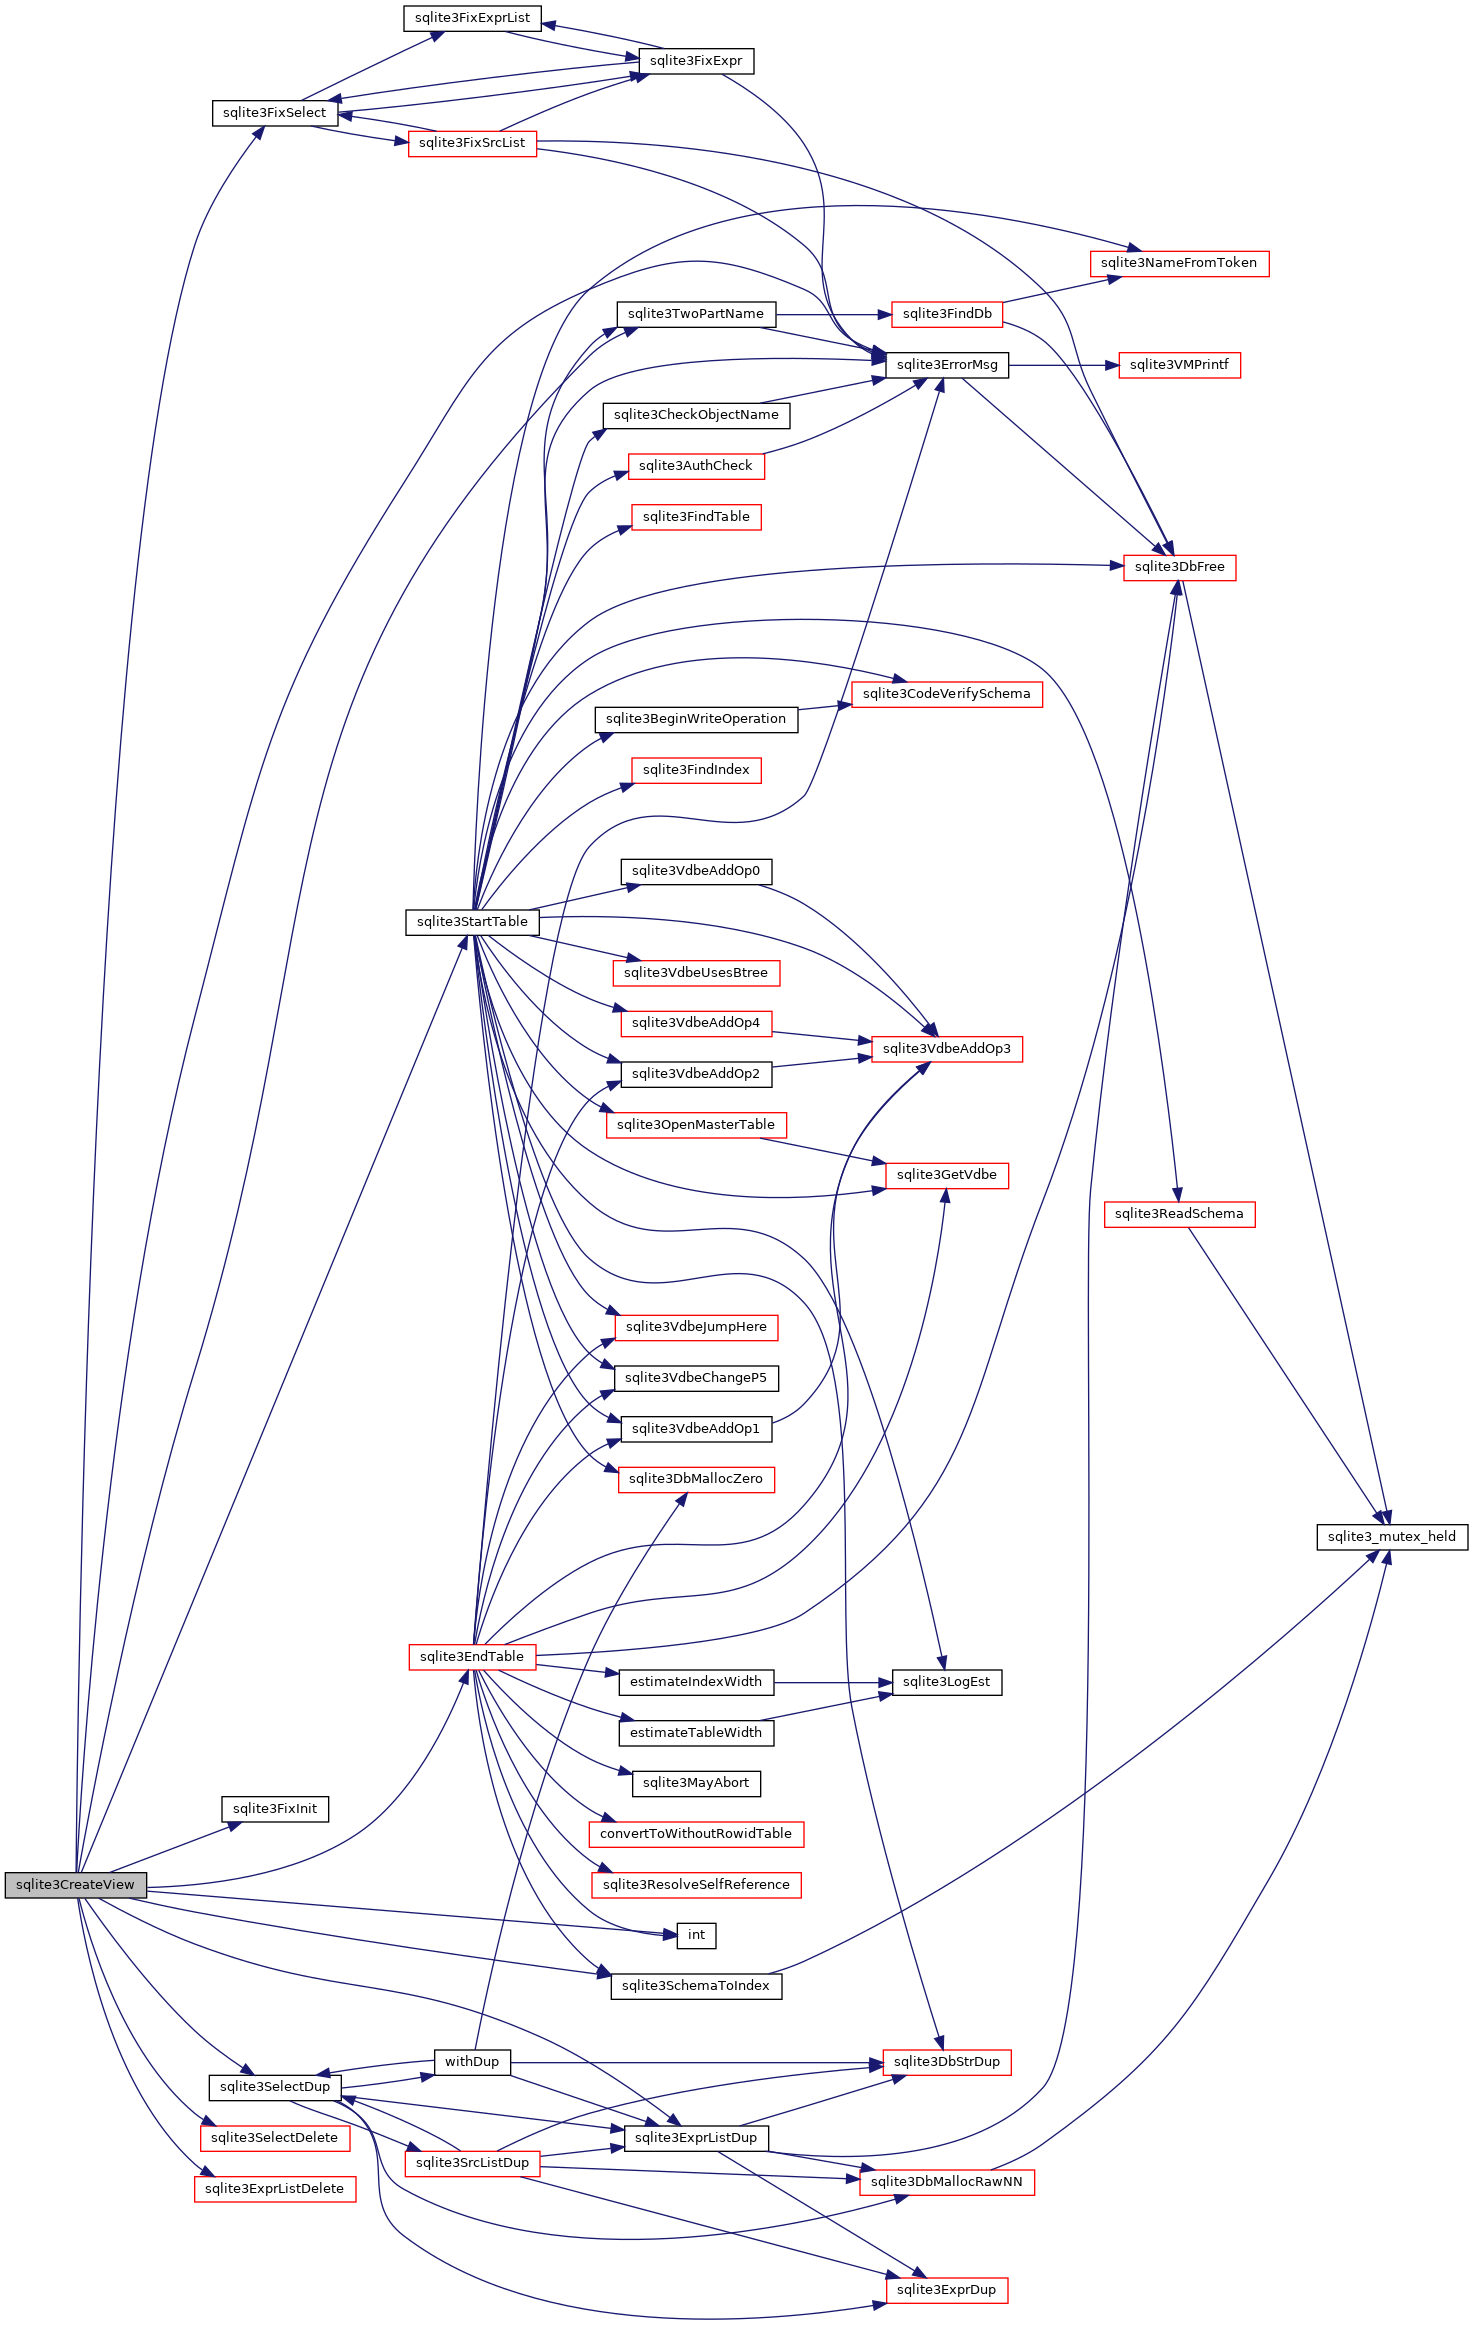 sqlite3FixExprList
sqlite3FixExpr
sqlite3FixSelect
sqlite3FixSrcList
sqlite3NameFromToken
sqlite3TwoPartName
sqlite3FindDb
sqlite3ErrorMsg
sqlite3VMPrintf
sqlite3CheckObjectName
sqlite3AuthCheck
sqlite3FindTable
sqlite3DbFree
sqlite3CodeVerifySchema
sqlite3BeginWriteOperation
sqlite3FindIndex
sqlite3VdbeAddOp0
sqlite3StartTable
sqlite3VdbeUsesBtree
sqlite3VdbeAddOp4
sqlite3VdbeAddOp3
sqlite3VdbeAddOp2
sqlite3OpenMasterTable
sqlite3GetVdbe
sqlite3ReadSchema
sqlite3VdbeJumpHere
sqlite3VdbeChangeP5
sqlite3VdbeAddOp1
sqlite3DbMallocZero
sqlite3_mutex_held
sqlite3EndTable
estimateIndexWidth
sqlite3LogEst
estimateTableWidth
sqlite3MayAbort
sqlite3FixInit
convertToWithoutRowidTable
sqlite3CreateView
sqlite3ResolveSelfReference
int
sqlite3SchemaToIndex
withDup
sqlite3DbStrDup
sqlite3SelectDup
sqlite3SelectDelete
sqlite3ExprListDup
sqlite3SrcListDup
sqlite3DbMallocRawNN
sqlite3ExprListDelete
sqlite3ExprDup